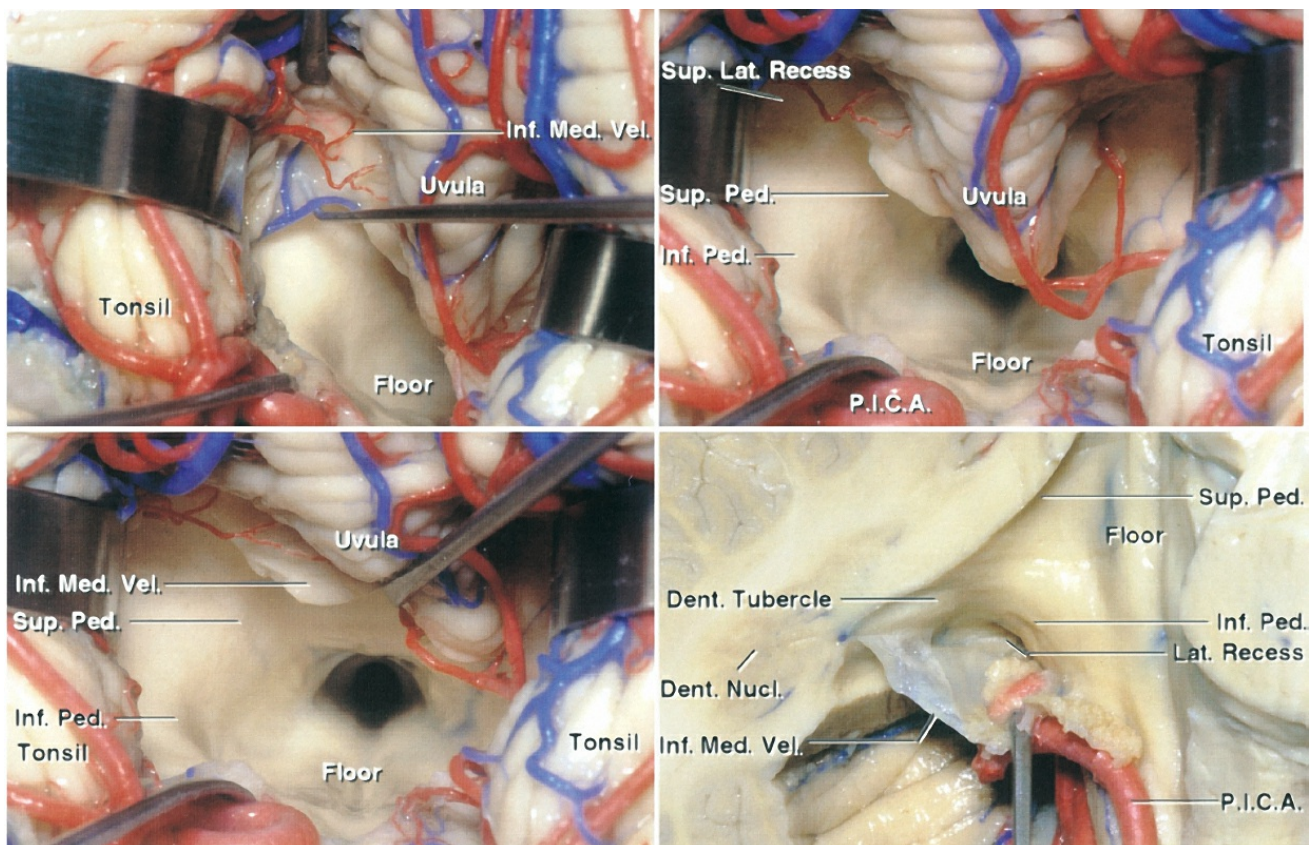 Inf. Med. Vel.
Uvula
Tonsil
Floor
Sup. Lat. Recess
Sup. Ped.
Uvula
Inf. Ped.
Tonsil
Floor
P.I.C.A.
Uvula
Inf. Med. Vel.
Sup. Ped.
Inf. Ped.
Tonsil
Tonsil
Floor
Sup. Ped.
Floor
Dent. Tubercle
Inf. Ped.
Lat. Recess
Dent. Nucl.
Inf. Med. Vel.
P.I.C.A.